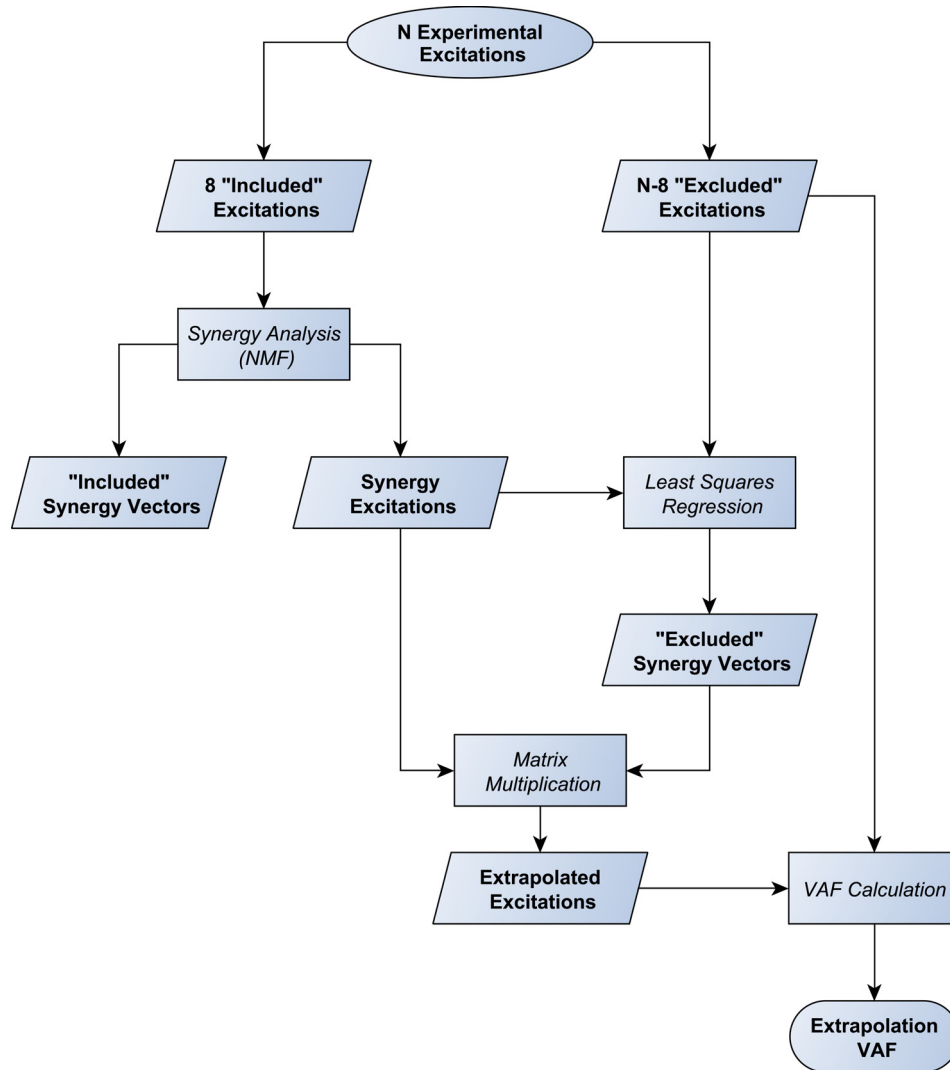 N Experimental
Excitations
8 "Included"
Excitations
N-8 "Excluded"
Excitations
Synergy Analysis
(NMF)
"Included"
Synergy Vectors
Synergy
Excitations
Least Squares
Regression
"Excluded"
Synergy Vectors
Matrix
Multiplication
Extrapolated
Excitations
VAF Calculation
Extrapolation
VAF